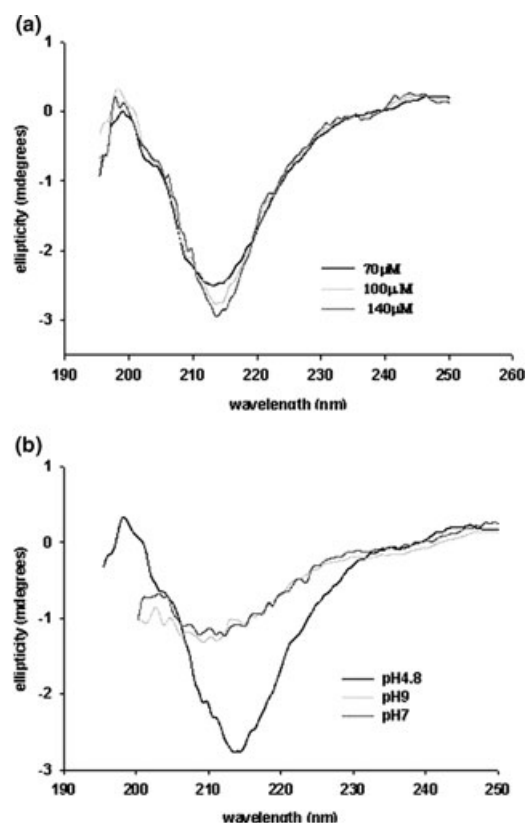 (a)
1
0
-1
-2
-3
ellipticity (mdegrees)
70µM
100µM
140µM
190 200 210 220 230 240 250 260
wavelength (nm)
(b)
1
0
-1
-2
-3
ellipticity (mdegrees)
pH4.8
pH9
pH7
190 200 210 220 230 240 250
wavelength (nm)